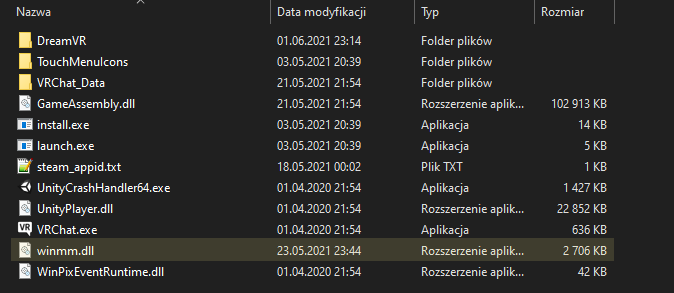 Nazwa Data modyfikacji Typ Rozmiar
DreamVR 01.06.2021 23:14 Folder plików
TouchMenuIcons 03.05.2021 20:39 Folder plików
VRChat_Data 21.05.2021 21:54 Folder plików
GameAssembly.dll 21.05.2021 21:54 Rozszerzenie aplik... 102 913 KB
install.exe 03.05.2021 20:39 Aplikacja 14 KB
launch.exe 03.05.2021 20:39 Aplikacja 5 KB
steam_appid.txt 18.05.2021 00:02 Plik TXT 1 KB
UnityCrashHandler64.exe 01.04.2020 21:54 Aplikacja 1 427 KB
UnityPlayer.dll 01.04.2020 21:54 Rozszerzenie aplik... 22 852 KB
VR VRChat.exe 01.04.2020 21:54 Aplikacja 636 KB
winmm.dll 23.05.2021 23:44 Rozszerzenie aplik... 2 706 KB
WinPixEventRuntime.dll 01.04.2020 21:54 Rozszerzenie aplik... 42 KB